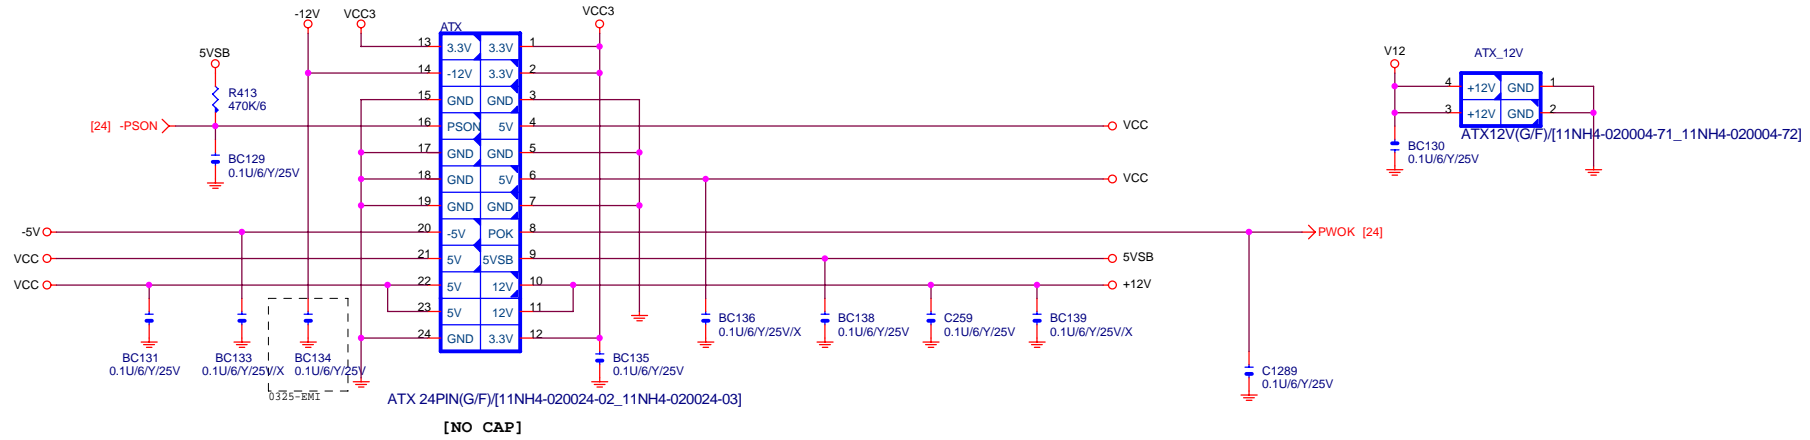 -12V VCC3 VCC3
ATX
5VSB
R413
470K/6
[24] -PSON
BC129
0.1U/6/Y/25V
-5V
VCC
VCC
13 3.3V 3.3V 1
14 -12V 3.3V 2
15 GND GND 3
16 PSON 5V 4
17 GND GND 5
18 GND 5V 6
19 GND GND 7
20 -5V POK 8
21 5V 5VSB 9
22 5V 12V 10
23 5V 12V 11
24 GND 3.3V 12
VCC
VCC
PWOK [24]
5VSB
+12V
BC131
0.1U/6/Y/25V
BC133
0.1U/6/Y/25V/X
BC134
0.1U/6/Y/25V
0325-EMI
BC135
0.1U/6/Y/25V
BC136
0.1U/6/Y/25V/X
BC138
0.1U/6/Y/25V
C259
0.1U/6/Y/25V
BC139
0.1U/6/Y/25V/X
C1289
0.1U/6/Y/25V
ATX 24PIN(G/F)/[11NH4-020024-02_11NH4-020024-03]
[NO CAP]
V12
ATX_12V
4 +12V GND 1
3 +12V GND 2
ATX12V(G/F)/[11NH4-020004-71_11NH4-020004-72]
BC130
0.1U/6/Y/25V